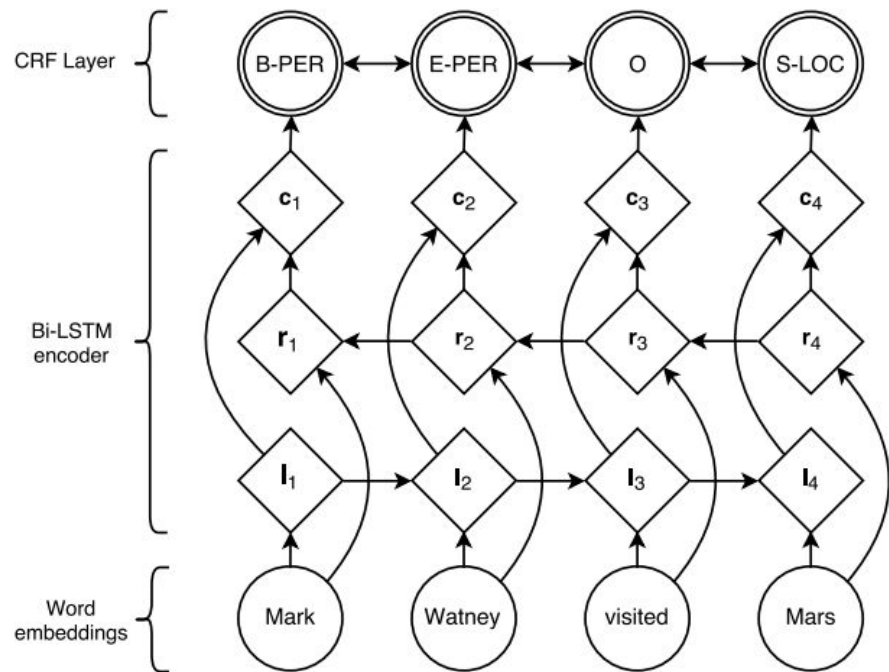 CRF Layer
B-PER E-PER O S-LOC
c1 c2 c3 c4
Bi-LSTM
encoder
r1 r2 r3 r4
l1 l2 l3 l4
Word
embeddings
Mark Watney visited Mars